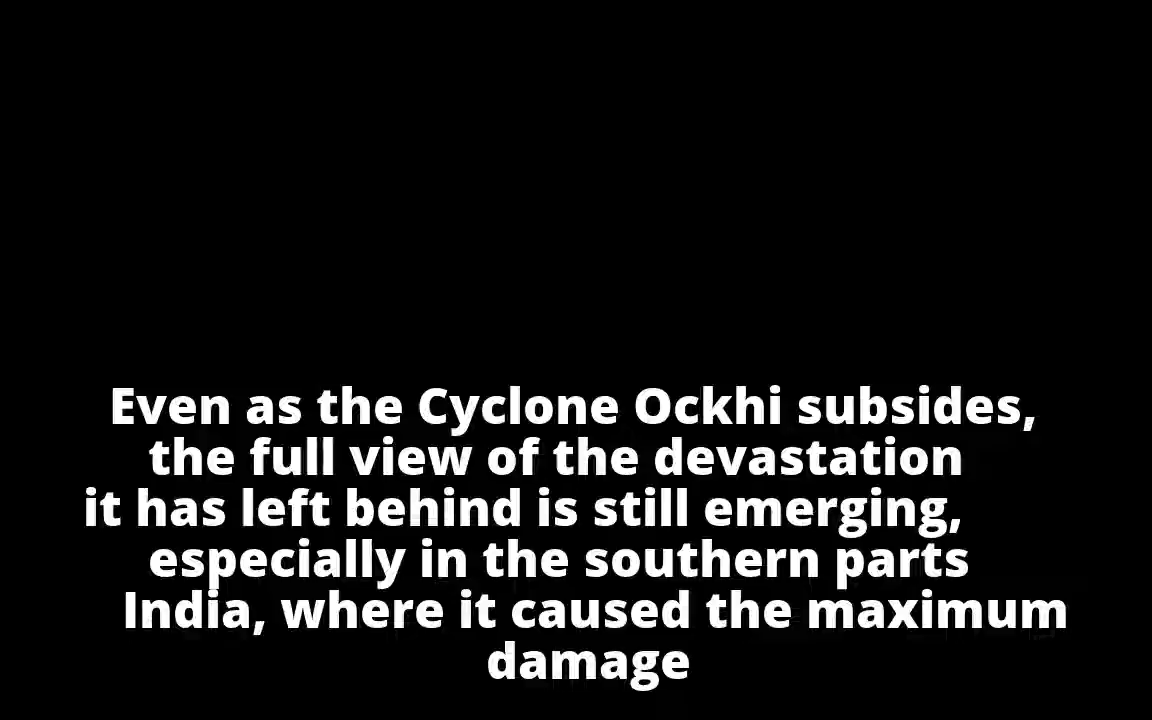 Even as the Cyclone Ockhi subsides,
the full view of the devastation
it has left behind is still emerging,
especially in the southern parts
India, where it caused the maximum
damage